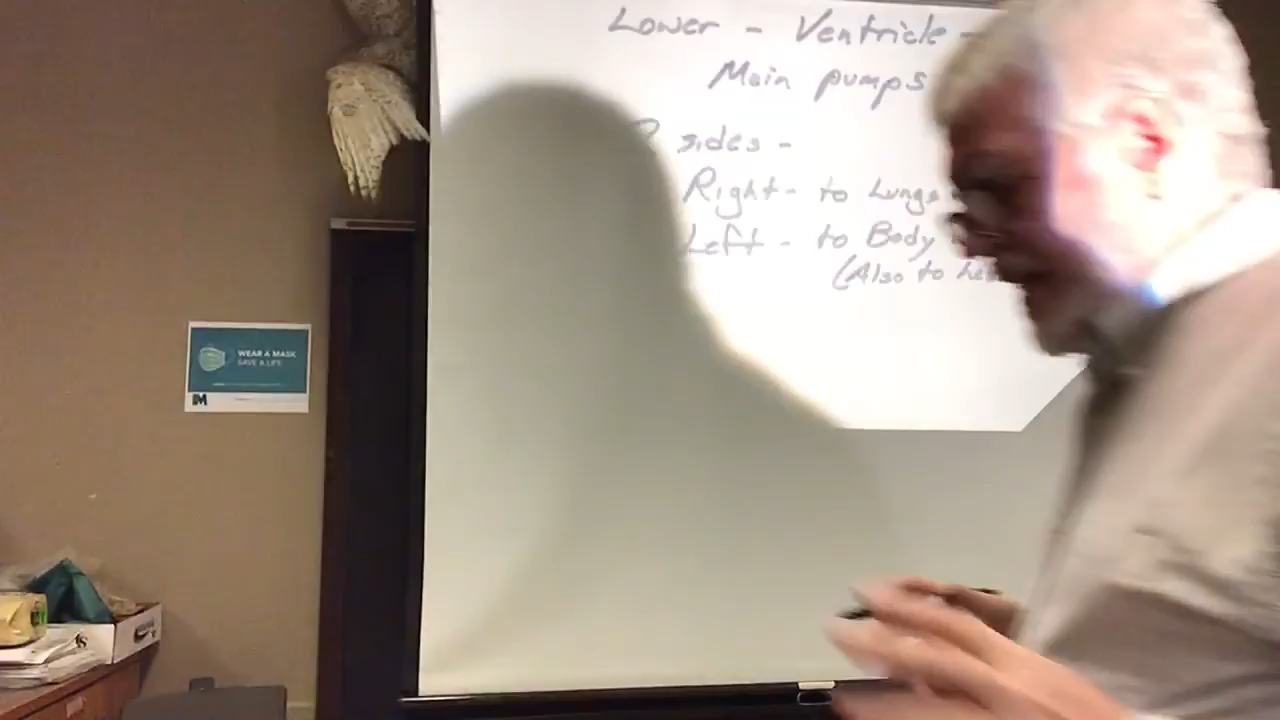 Lower - Ventricle -
Main pumps
sides -
Right - to Lungs
Left - to Body
(Also to
WEAR A MASK
SAVE A LIFE
M